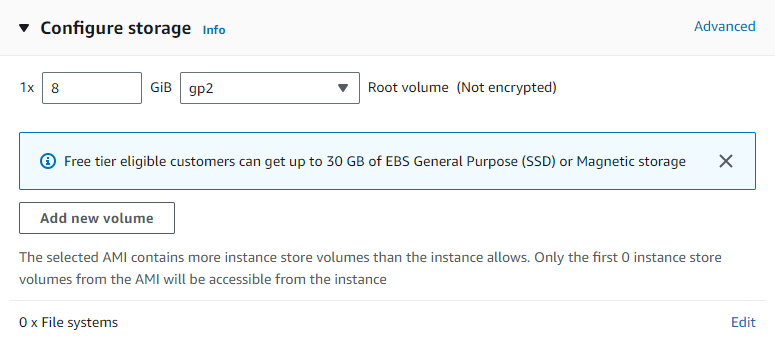 Configure storage Info Advanced
1x 8 GiB gp2 Root volume (Not encrypted)
Free tier eligible customers can get up to 30 GB of EBS General Purpose (SSD) or Magnetic storage
Add new volume
The selected AMI contains more instance store volumes than the instance allows. Only the first 0 instance store
volumes from the AMI will be accessible from the instance
0 x File systems Edit